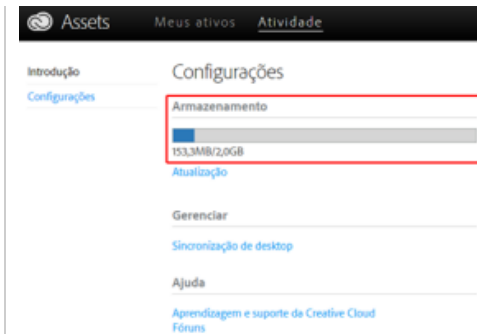 Assets Meus ativos Atividade
Introdução
Configurações
Configurações
Armazenamento
153,3MB/2,0GB
Atualização
Gerenciar
Sincronização de desktop
Ajuda
Aprendizagem e suporte da Creative Cloud
Fóruns